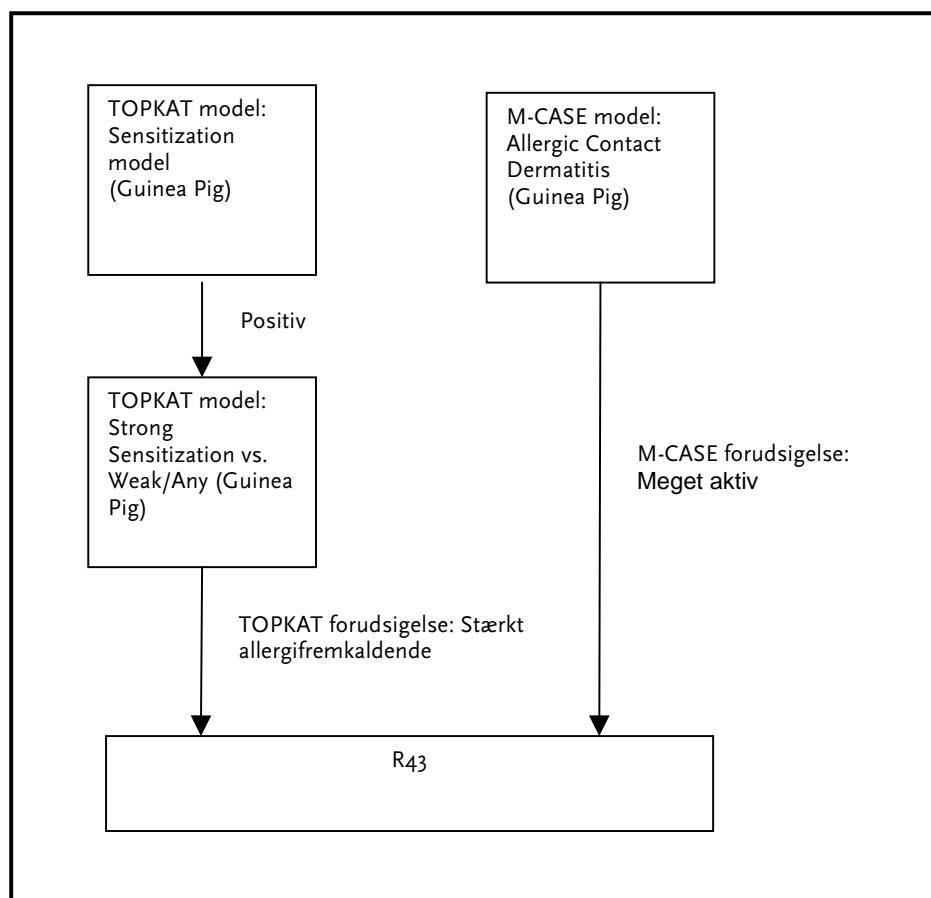 TOPKAT model:
Sensitization
model
(Guinea Pig)
M-CASE model:
Allergic Contact
Dermatitis
(Guinea Pig)
Positiv
TOPKAT model:
Strong
Sensitization vs.
Weak/Any (Guinea
Pig)
M-CASE forudsigelse:
Meget aktiv
TOPKAT forudsigelse: Stærkt
allergifremkaldende
R43